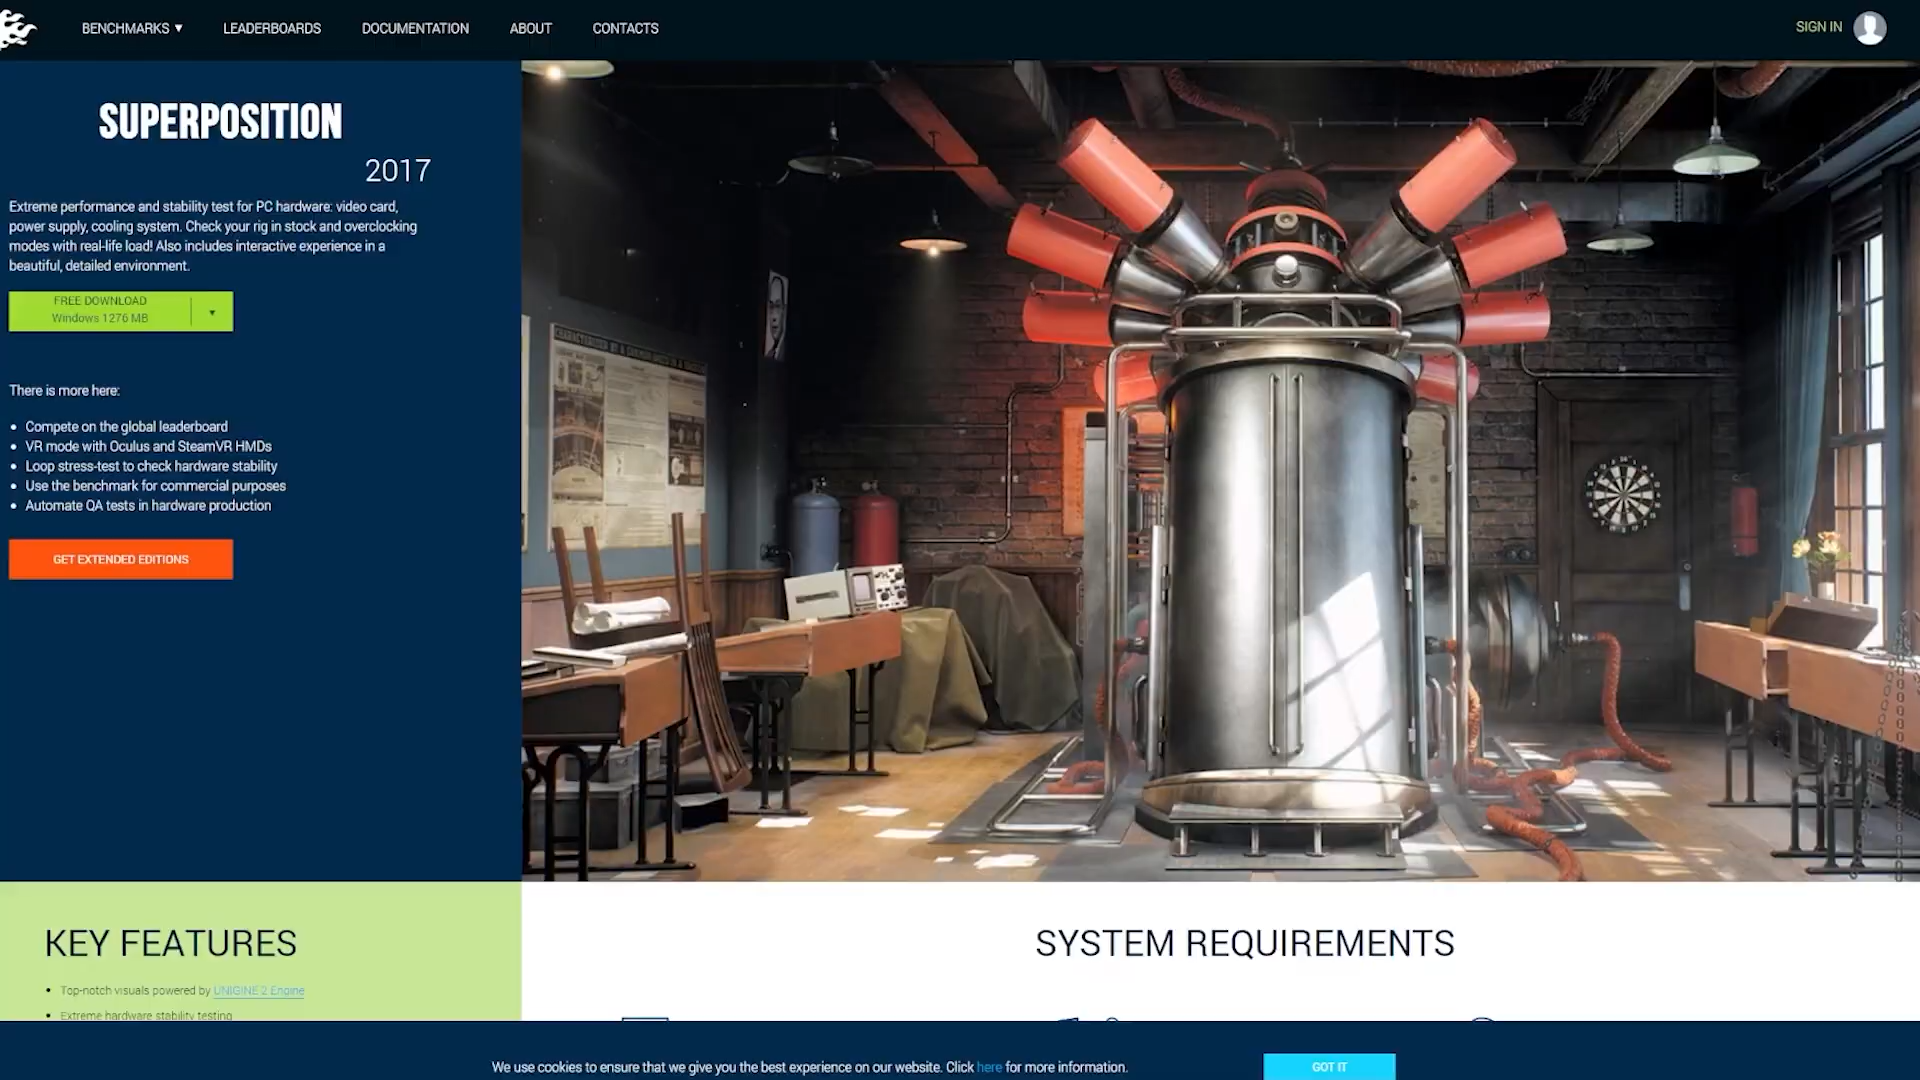 BENCHMARKS ▼ LEADERBOARDS DOCUMENTATION ABOUT CONTACTS SIGN IN
SUPERPOSITION
2017
Extreme performance and stability test for PC hardware: video card,
power supply, cooling system. Check your rig in stock and overclocking
modes with real-life load! Also includes interactive experience in a
beautiful, detailed environment.
FREE DOWNLOAD
Windows 1276 MB
There is more here:
• Compete on the global leaderboard
• VR mode with Oculus and SteamVR HMDs
• Loop stress-test to check hardware stability
• Use the benchmark for commercial purposes
• Automate QA tests in hardware production
GET EXTENDED EDITIONS
KEY FEATURES
• Top-notch visuals powered by UNIGINE 2 Engine
• Extreme hardware stability testing
SYSTEM REQUIREMENTS
We use cookies to ensure that we give you the best experience on our website. Click here for more information.
GOT IT